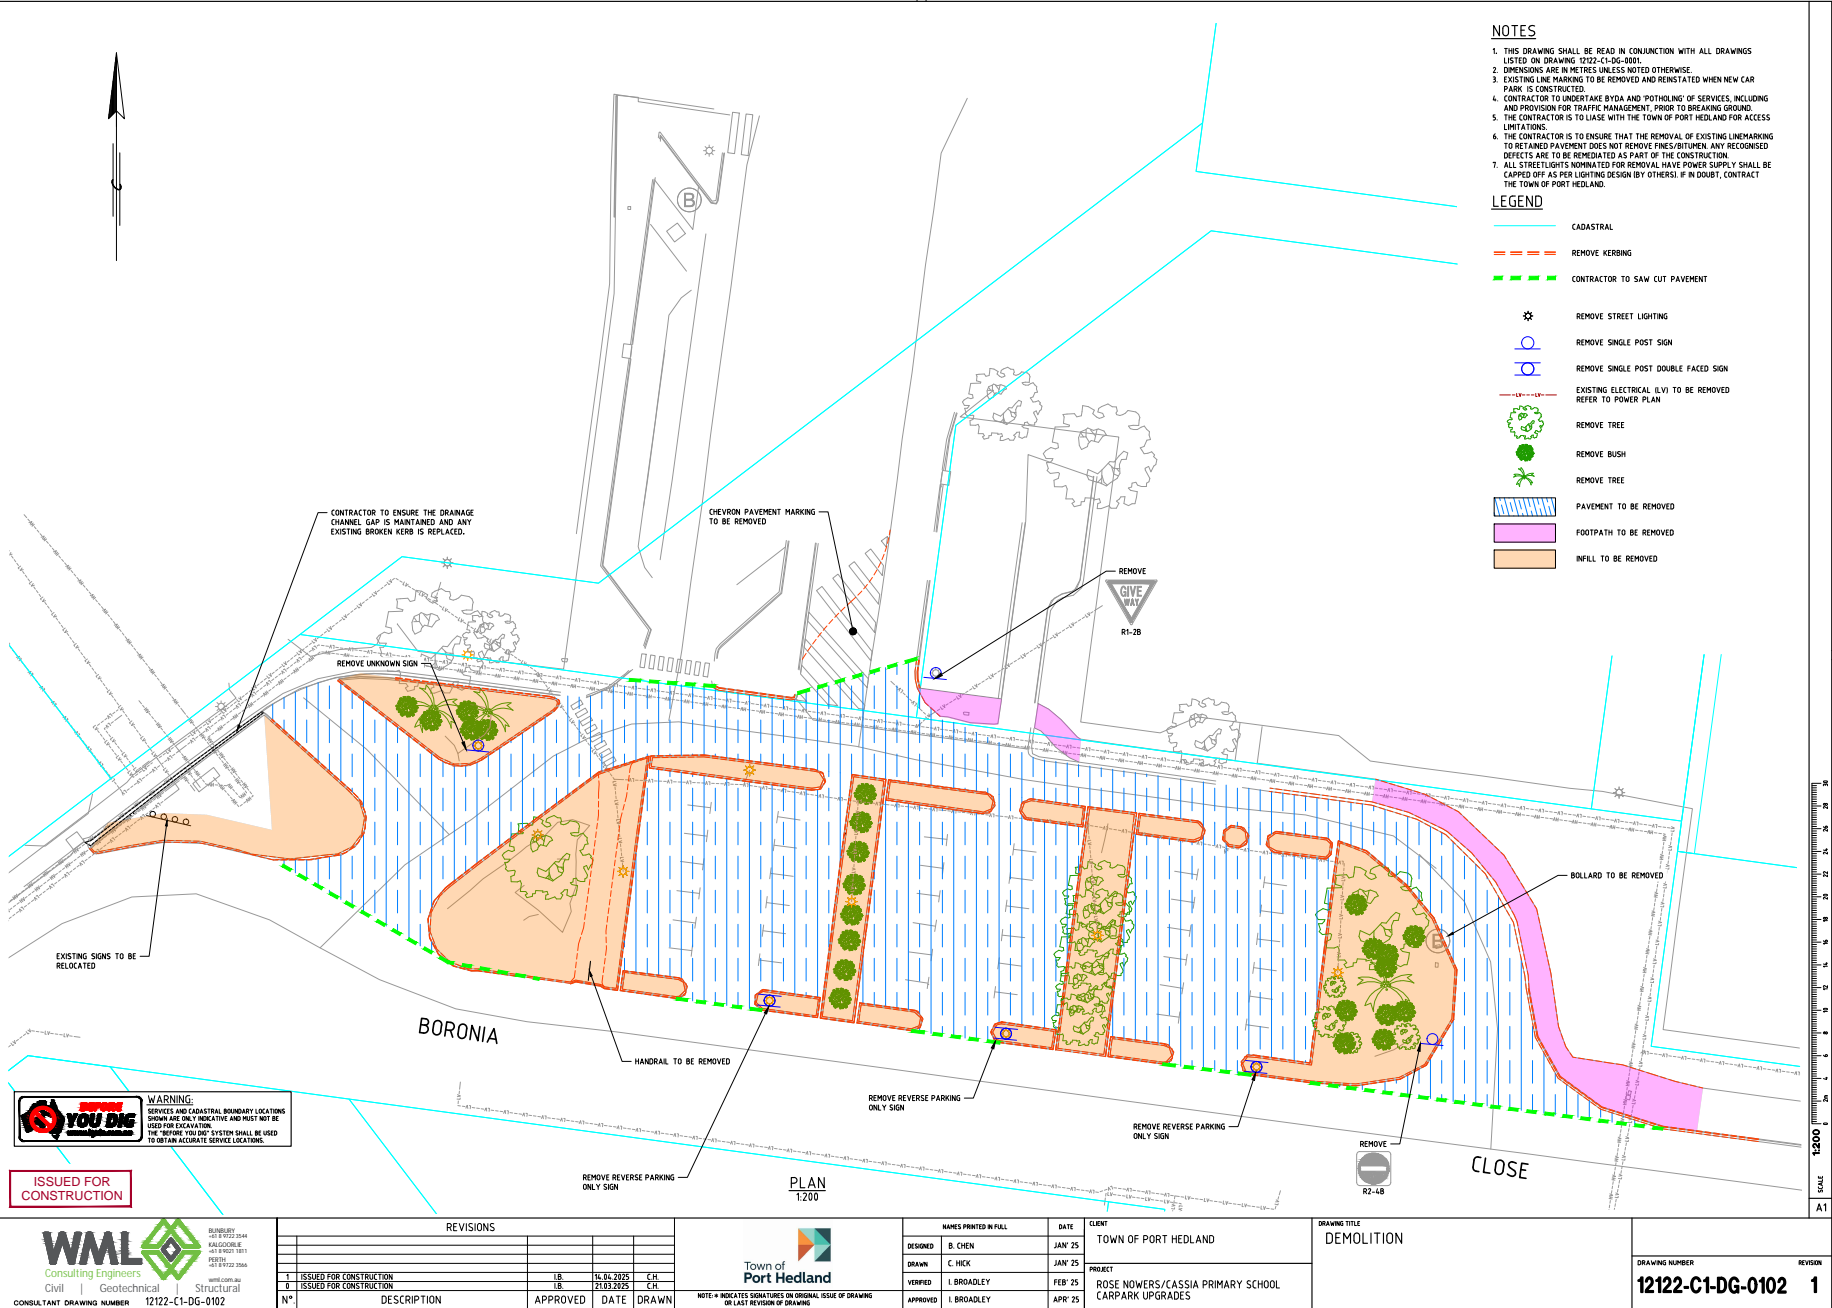 NOTES
1. THIS DRAWING SHALL BE READ IN CONJUNCTION WITH ALL DRAWINGS
LISTED ON DRAWING 12122-C1-DG-0001.
2. DIMENSIONS ARE IN METRES UNLESS NOTED OTHERWISE.
3. EXISTING LINE MARKING TO BE REMOVED AND REINSTATED WHEN NEW CAR
PARK IS CONSTRUCTED.
4. CONTRACTOR TO UNDERTAKE BYDA AND 'POTHOLING' OF SERVICES, INCLUDING
AND PROVISION FOR TRAFFIC MANAGEMENT, PRIOR TO BREAKING GROUND.
5. THE CONTRACTOR IS TO LIASE WITH THE TOWN OF PORT HEDLAND FOR ACCESS
LIMITATIONS.
6. THE CONTRACTOR IS TO ENSURE THAT THE REMOVAL OF EXISTING LINEMARKING
TO RETAINED PAVEMENT DOES NOT REMOVE FINES/BITUMEN. ANY RECOGNISED
DEFECTS ARE TO BE REMEDIATED AS PART OF THE CONSTRUCTION.
7. ALL STREETLIGHTS NOMINATED FOR REMOVAL HAVE POWER SUPPLY SHALL BE
CAPPED OFF AS PER LIGHTING DESIGN (BY OTHERS). IF IN DOUBT, CONTRACT
THE TOWN OF PORT HEDLAND.
LEGEND
CADASTRAL
REMOVE KERBING
CONTRACTOR TO SAW CUT PAVEMENT
REMOVE STREET LIGHTING
REMOVE SINGLE POST SIGN
REMOVE SINGLE POST DOUBLE FACED SIGN
EXISTING ELECTRICAL (LV) TO BE REMOVED
REFER TO POWER PLAN
REMOVE TREE
REMOVE BUSH
REMOVE TREE
PAVEMENT TO BE REMOVED
FOOTPATH TO BE REMOVED
INFILL TO BE REMOVED
B
CONTRACTOR TO ENSURE THE DRAINAGE
CHANNEL GAP IS MAINTAINED AND ANY
EXISTING BROKEN KERB IS REPLACED.
CHEVRON PAVEMENT MARKING
TO BE REMOVED
REMOVE
GIVE
WAY
R1-2B
REMOVE UNKNOWN SIGN
BOLLARD TO BE REMOVED
B
EXISTING SIGNS TO BE
RELOCATED
BORONIA
HANDRAIL TO BE REMOVED
REMOVE REVERSE PARKING
ONLY SIGN
REMOVE REVERSE PARKING
ONLY SIGN
REMOVE REVERSE PARKING
ONLY SIGN
REMOVE
R2-4B
CLOSE
PLAN
1:200
BEFORE
YOU DIG
WARNING:
SERVICES AND CADASTRAL BOUNDARY LOCATIONS
SHOWN ARE ONLY INDICATIVE AND MUST NOT BE
USED FOR EXCAVATION.
THE "BEFORE YOU DIG" SYSTEM SHALL BE USED
TO OBTAIN ACCURATE SERVICE LOCATIONS.
ISSUED FOR
CONSTRUCTION
SCALE 1:200
A1
WML
Consulting Engineers
Civil | Geotechnical | Structural
BUNBURY
+61 8 9722 3544
KALGOORLIE
+61 8 9021 1811
PERTH
+61 8 9722 3566
wml.com.au
CONSULTANT DRAWING NUMBER 12122-C1-DG-0102
REVISIONS
1 ISSUED FOR CONSTRUCTION I.B. 14.04.2025 C.H.
0 ISSUED FOR CONSTRUCTION I.B. 21.03.2025 C.H.
N°. DESCRIPTION APPROVED DATE DRAWN
Town of
Port Hedland
NOTE: * INDICATES SIGNATURES ON ORIGINAL ISSUE OF DRAWING
OR LAST REVISION OF DRAWING
NAMES PRINTED IN FULL DATE
DESIGNED B. CHEN JAN' 25
DRAWN C. HICK JAN' 25
VERIFIED I. BROADLEY FEB' 25
APPROVED I. BROADLEY APR' 25
CLIENT
TOWN OF PORT HEDLAND
PROJECT
ROSE NOWERS/CASSIA PRIMARY SCHOOL
CARPARK UPGRADES
DRAWING TITLE
DEMOLITION
DRAWING NUMBER REVISION
12122-C1-DG-0102 1